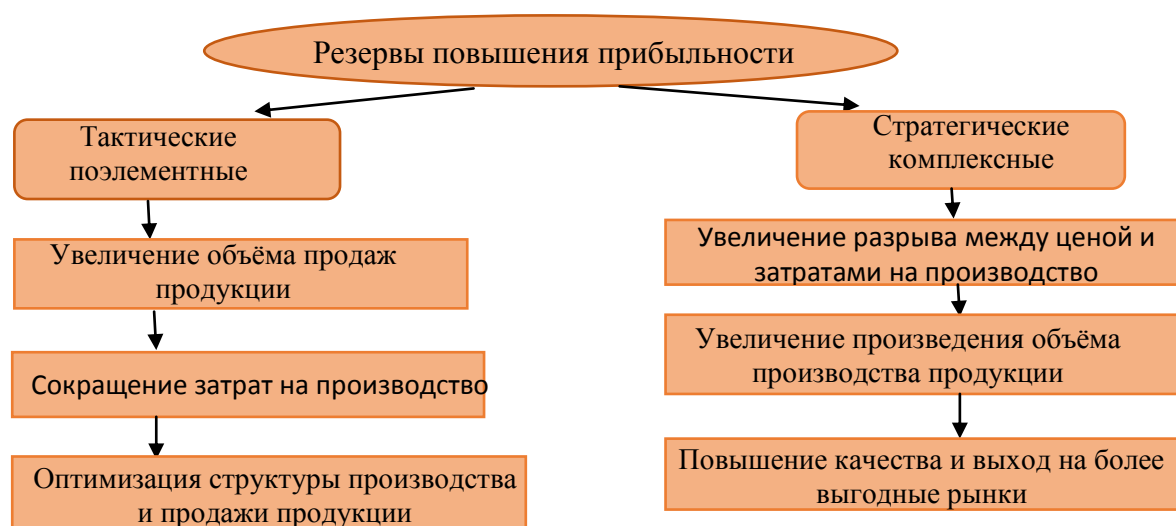 Резервы повышения прибыльности
Тактические
поэлементные
Стратегические
комплексные
Увеличение объёма продаж
продукции
Увеличение разрыва между ценой и
затратами на производство
Сокращение затрат на производство
Увеличение произведения объёма
производства продукции
Оптимизация структуры производства
и продажи продукции
Повышение качества и выход на более
выгодные рынки